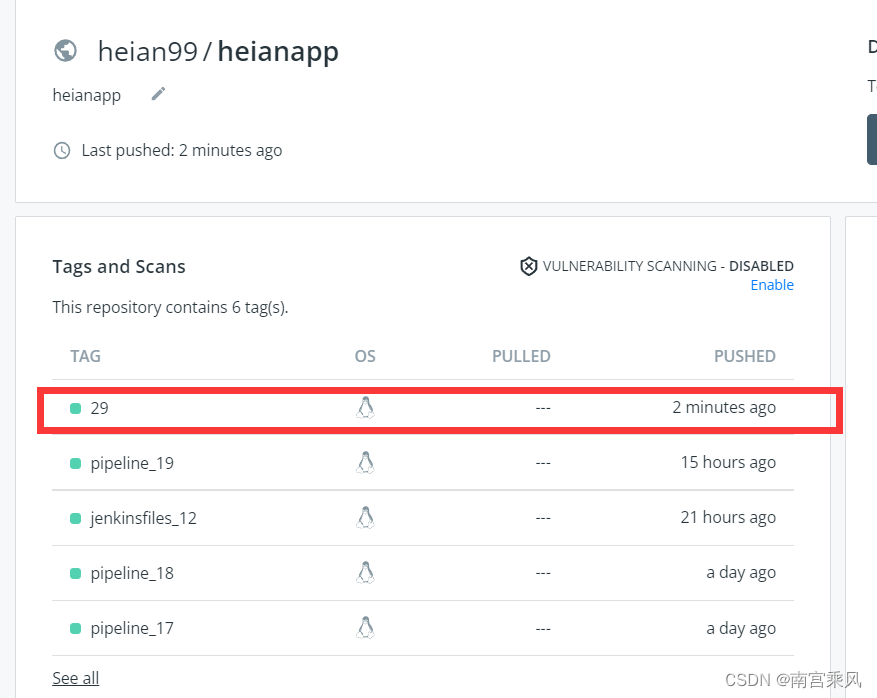 heian99 / heianapp
heianapp
Last pushed: 2 minutes ago
Tags and Scans
VULNERABILITY SCANNING - DISABLED
Enable
This repository contains 6 tag(s).
TAG OS PULLED PUSHED
29 --- 2 minutes ago
pipeline_19 --- 15 hours ago
jenkinsfiles_12 --- 21 hours ago
pipeline_18 --- a day ago
pipeline_17 --- a day ago
See all
CSDN @南宫乘风